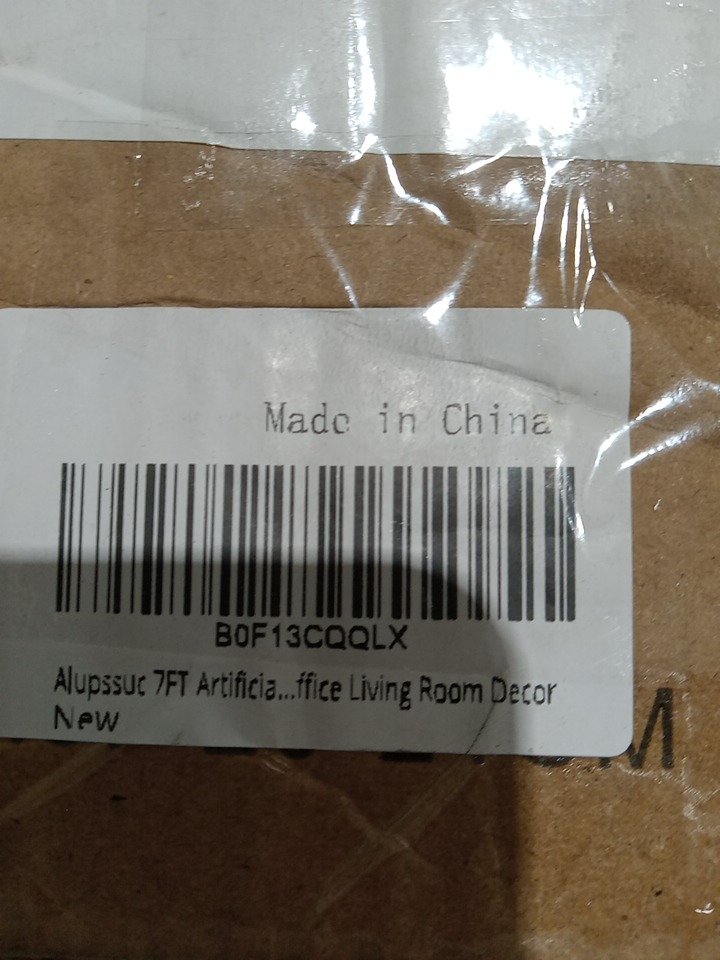 Made in China
B0F13CQQLX
Alupssuc 7FT Artificia...ffice Living Room Decor
New